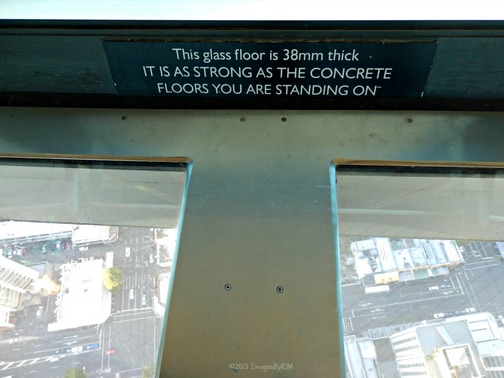 This glass floor is 38mm thick
IT IS AS STRONG AS THE CONCRETE
FLOORS YOU ARE STANDING ON
©2013 ImagesByRJM